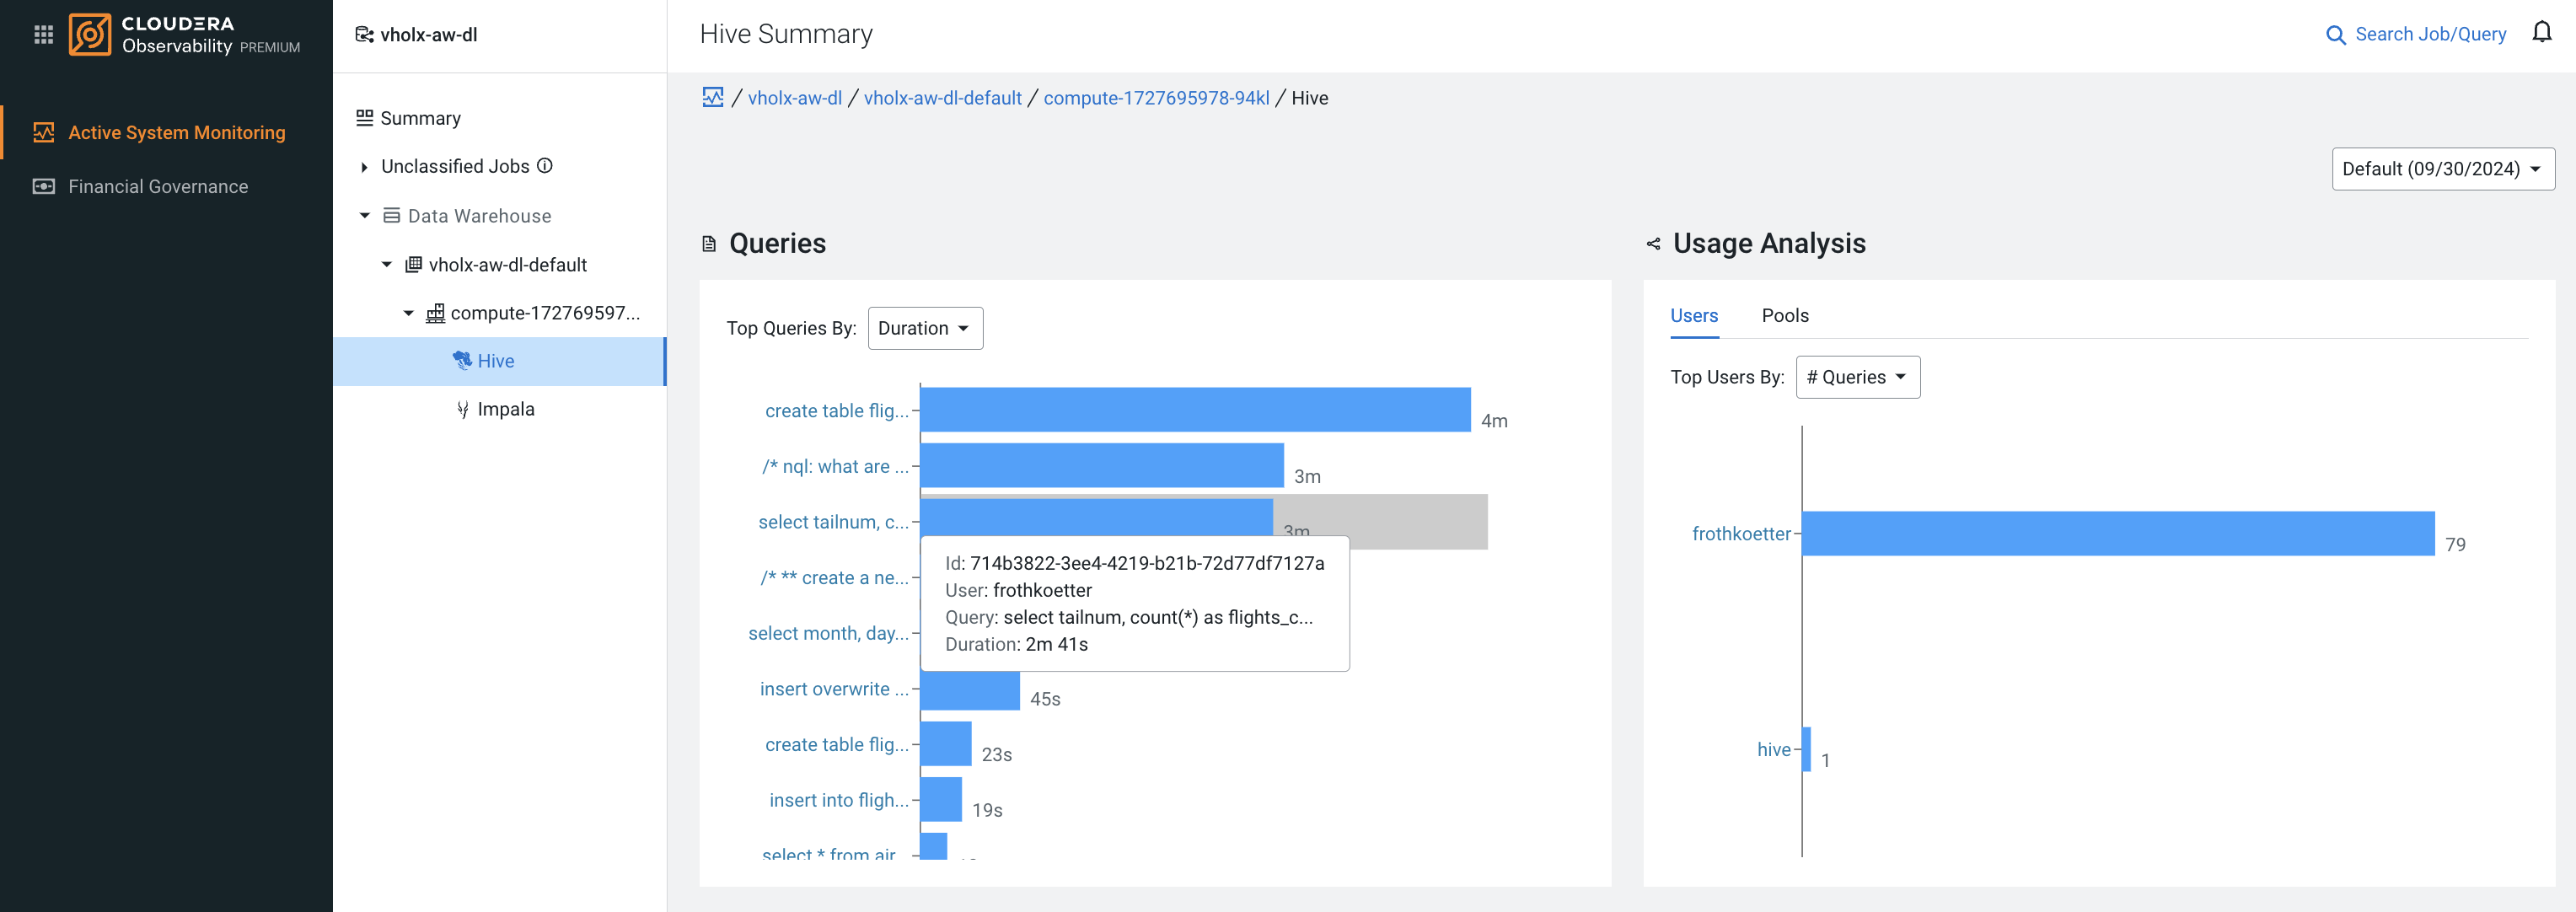 CLOUDERA
Observability PREMIUM
Active System Monitoring
Financial Governance
vholx-aw-dl
Summary
Unclassified Jobs
Data Warehouse
vholx-aw-dl-default
compute-172769597...
Hive
Impala
Hive Summary
Search Job/Query
/ vholx-aw-dl / vholx-aw-dl-default / compute-1727695978-94kl / Hive
Default (09/30/2024)
Queries
Top Queries By: Duration
create table flig...
4m
/* nql: what are ...
3m
select tailnum, c...
3m
/* ** create a ne...
select month, day...
insert overwrite ...
45s
create table flig...
23s
insert into fligh...
19s
select * from air
Id: 714b3822-3ee4-4219-b21b-72d77df7127a
User: frothkoetter
Query: select tailnum, count(*) as flights_c...
Duration: 2m 41s
Usage Analysis
Users
Pools
Top Users By: # Queries
frothkoetter
79
hive
1